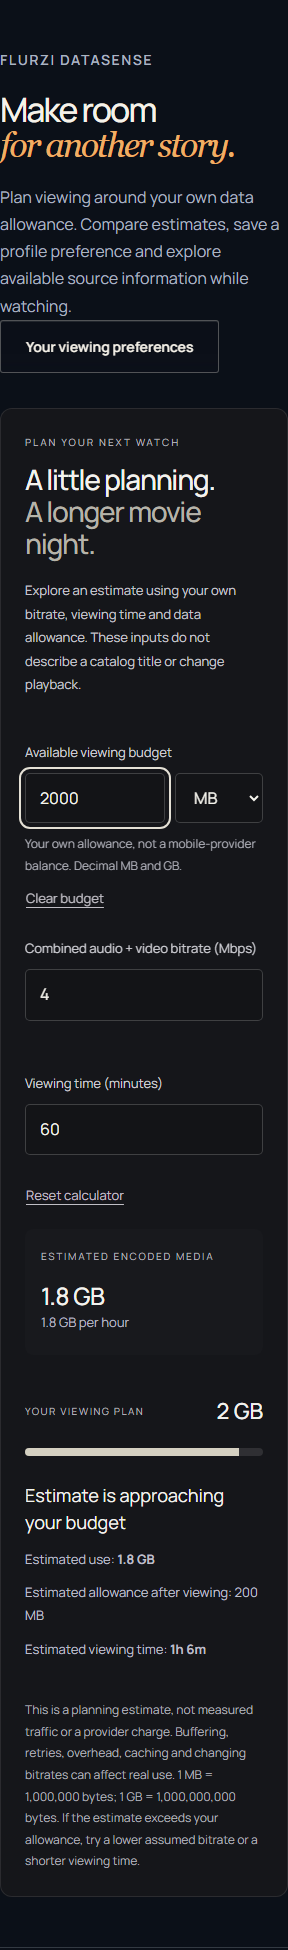 FLURZI DATASENSE
Make room
for another story.
Plan viewing around your own data
allowance. Compare estimates, save a
profile preference and explore
available source information while
watching.
Your viewing preferences
PLAN YOUR NEXT WATCH
A little planning.
A longer movie
night.
Explore an estimate using your own
bitrate, viewing time and data
allowance. These inputs do not
describe a catalog title or change
playback.
Available viewing budget
2000 MB
Your own allowance, not a mobile-provider
balance. Decimal MB and GB.
Clear budget
Combined audio + video bitrate (Mbps)
4
Viewing time (minutes)
60
Reset calculator
ESTIMATED ENCODED MEDIA
1.8 GB
1.8 GB per hour
YOUR VIEWING PLAN 2 GB
Estimate is approaching
your budget
Estimated use: 1.8 GB
Estimated allowance after viewing: 200
MB
Estimated viewing time: 1h 6m
This is a planning estimate, not measured
traffic or a provider charge. Buffering,
retries, overhead, caching and changing
bitrates can affect real use. 1 MB =
1,000,000 bytes; 1 GB = 1,000,000,000
bytes. If the estimate exceeds your
allowance, try a lower assumed bitrate or a
shorter viewing time.